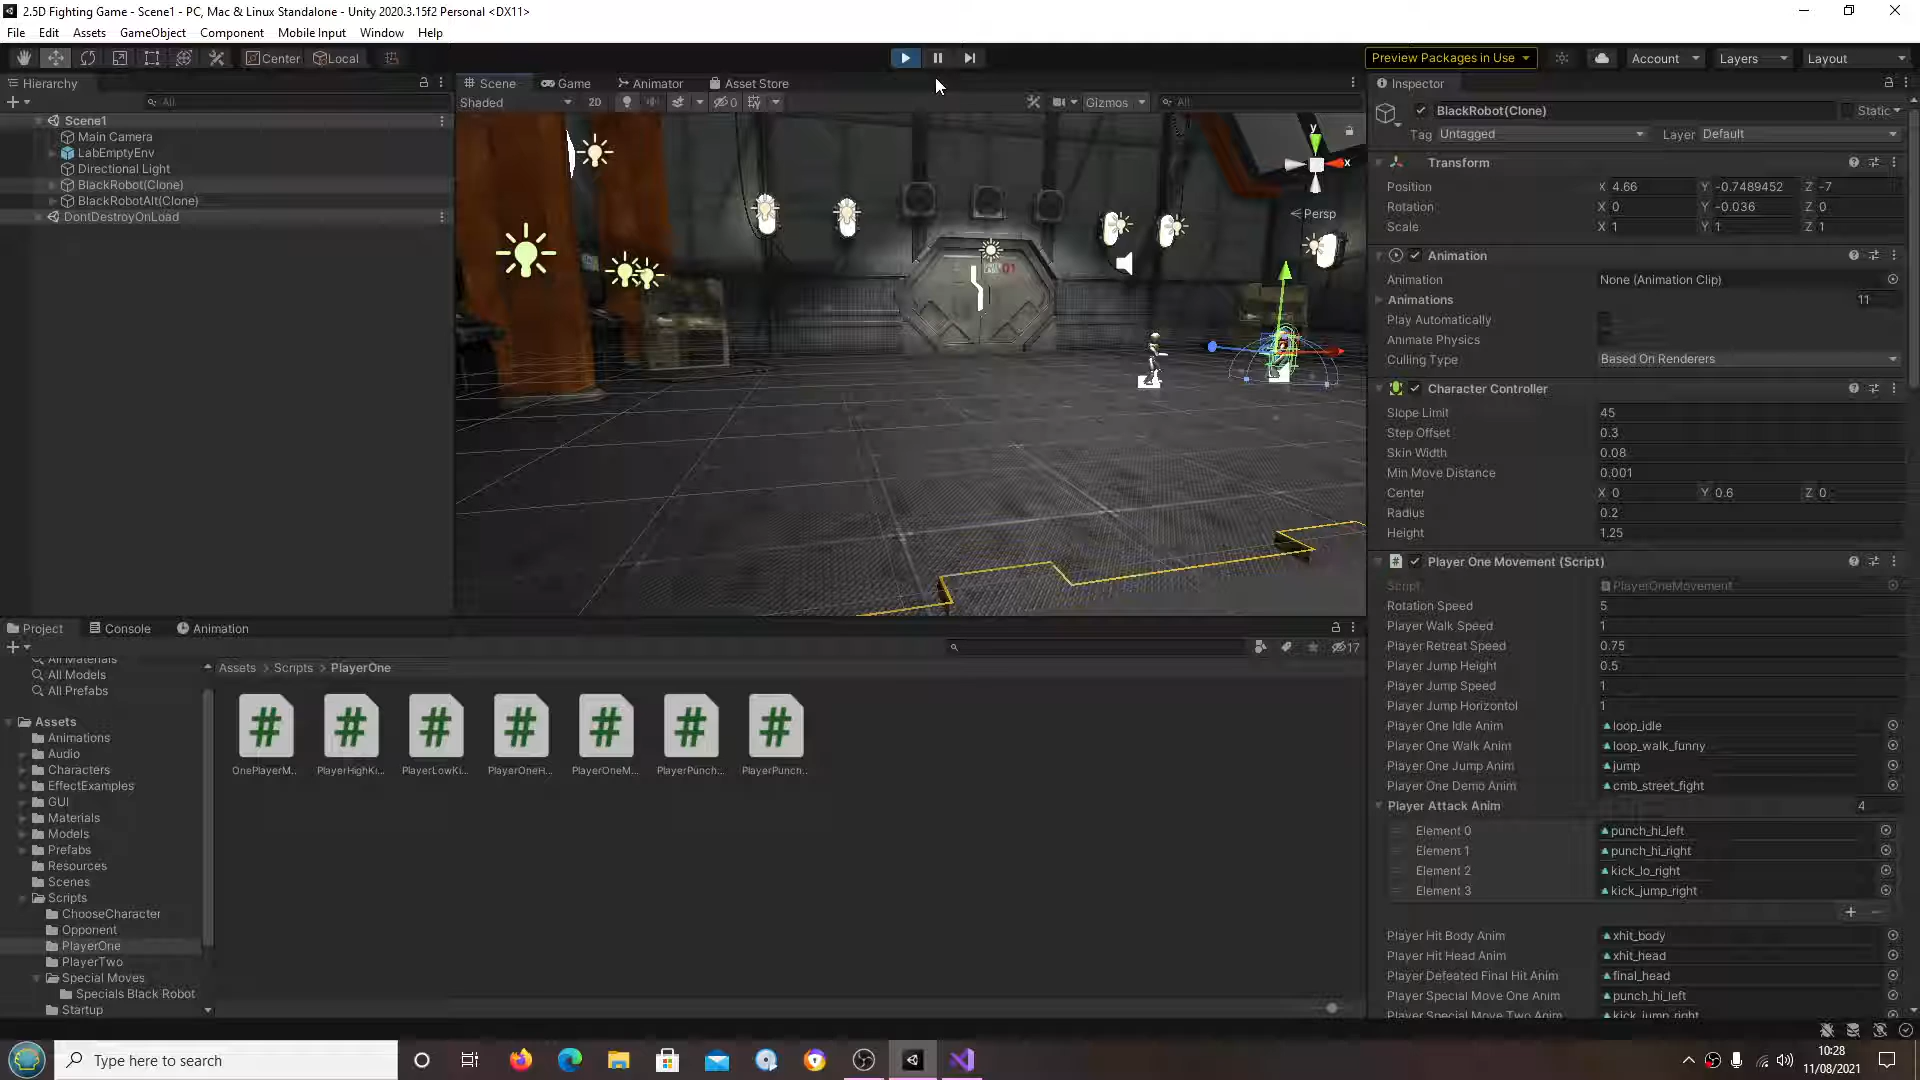 2.5D Fighting Game - Scene1 - PC, Mac & Linux Standalone - Unity 2020.3.15f2 Personal <DX11>
File Edit Assets GameObject Component Mobile Input Window Help
Center Local Preview Packages in Use Account Layers Layout
Hierarchy
All
Scene1
Main Camera
LabEmptyEnv
Directional Light
BlackRobot(Clone)
BlackRobotAlt(Clone)
DontDestroyOnLoad
Scene Game Animator Asset Store
Shaded 2D 0 Gizmos All
y
x
Persp
01
Inspector
BlackRobot(Clone) Static
Tag Untagged Layer Default
Transform
Position X 4.66 Y -0.7489452 Z -7
Rotation X 0 Y -0.036 Z 0
Scale X 1 Y 1 Z 1
Animation
Animation None (Animation Clip)
Animations 11
Play Automatically
Animate Physics
Culling Type Based On Renderers
Character Controller
Slope Limit 45
Step Offset 0.3
Skin Width 0.08
Min Move Distance 0.001
Center X 0 Y 0.6 Z 0
Radius 0.2
Height 1.25
Player One Movement (Script)
Script PlayerOneMovement
Rotation Speed 5
Player Walk Speed 1
Player Retreat Speed 0.75
Player Jump Height 0.5
Player Jump Speed 1
Player Jump Horizontol 1
Player One Idle Anim loop_idle
Player One Walk Anim loop_walk_funny
Player One Jump Anim jump
Player One Demo Anim cmb_street_fight
Player Attack Anim 4
Element 0 punch_hi_left
Element 1 punch_hi_right
Element 2 kick_lo_right
Element 3 kick_jump_right
Player Hit Body Anim xhit_body
Player Hit Head Anim xhit_head
Player Defeated Final Hit Anim final_head
Player Special Move One Anim punch_hi_left
Player Special Move Two Anim kick_jump_right
Project Console Animation
17
All Materials
All Models
All Prefabs
Assets
Animations
Audio
Characters
EffectExamples
GUI
Materials
Models
Prefabs
Resources
Scenes
Scripts
ChooseCharacter
Opponent
PlayerOne
PlayerTwo
Special Moves
Specials Black Robot
Startup
Assets > Scripts > PlayerOne
OnePlayerM... PlayerHighKi... PlayerLowKi... PlayerOneH... PlayerOneM... PlayerPunch... PlayerPunch...
Type here to search
10:28
11/08/2021